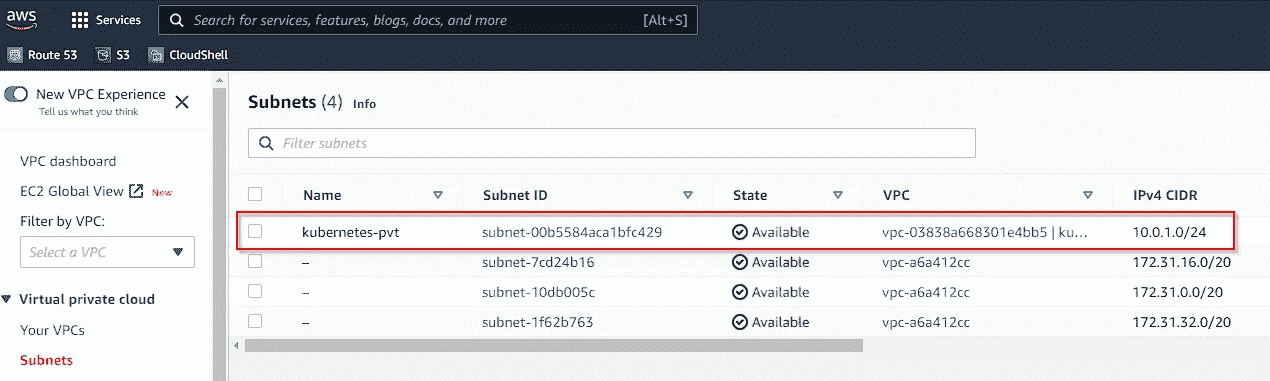 aws Services Search for services, features, blogs, docs, and more [Alt+S]
Route 53 S3 CloudShell
New VPC Experience
Tell us what you think
VPC dashboard
EC2 Global View New
Filter by VPC:
Select a VPC
Virtual private cloud
Your VPCs
Subnets
Subnets (4) Info
Filter subnets
Name Subnet ID State VPC IPv4 CIDR
kubernetes-pvt subnet-00b5584aca1bfc429 Available vpc-03838a668301e4bb5 | ku... 10.0.1.0/24
– subnet-7cd24b16 Available vpc-a6a412cc 172.31.16.0/20
– subnet-10db005c Available vpc-a6a412cc 172.31.0.0/20
– subnet-1f62b763 Available vpc-a6a412cc 172.31.32.0/20